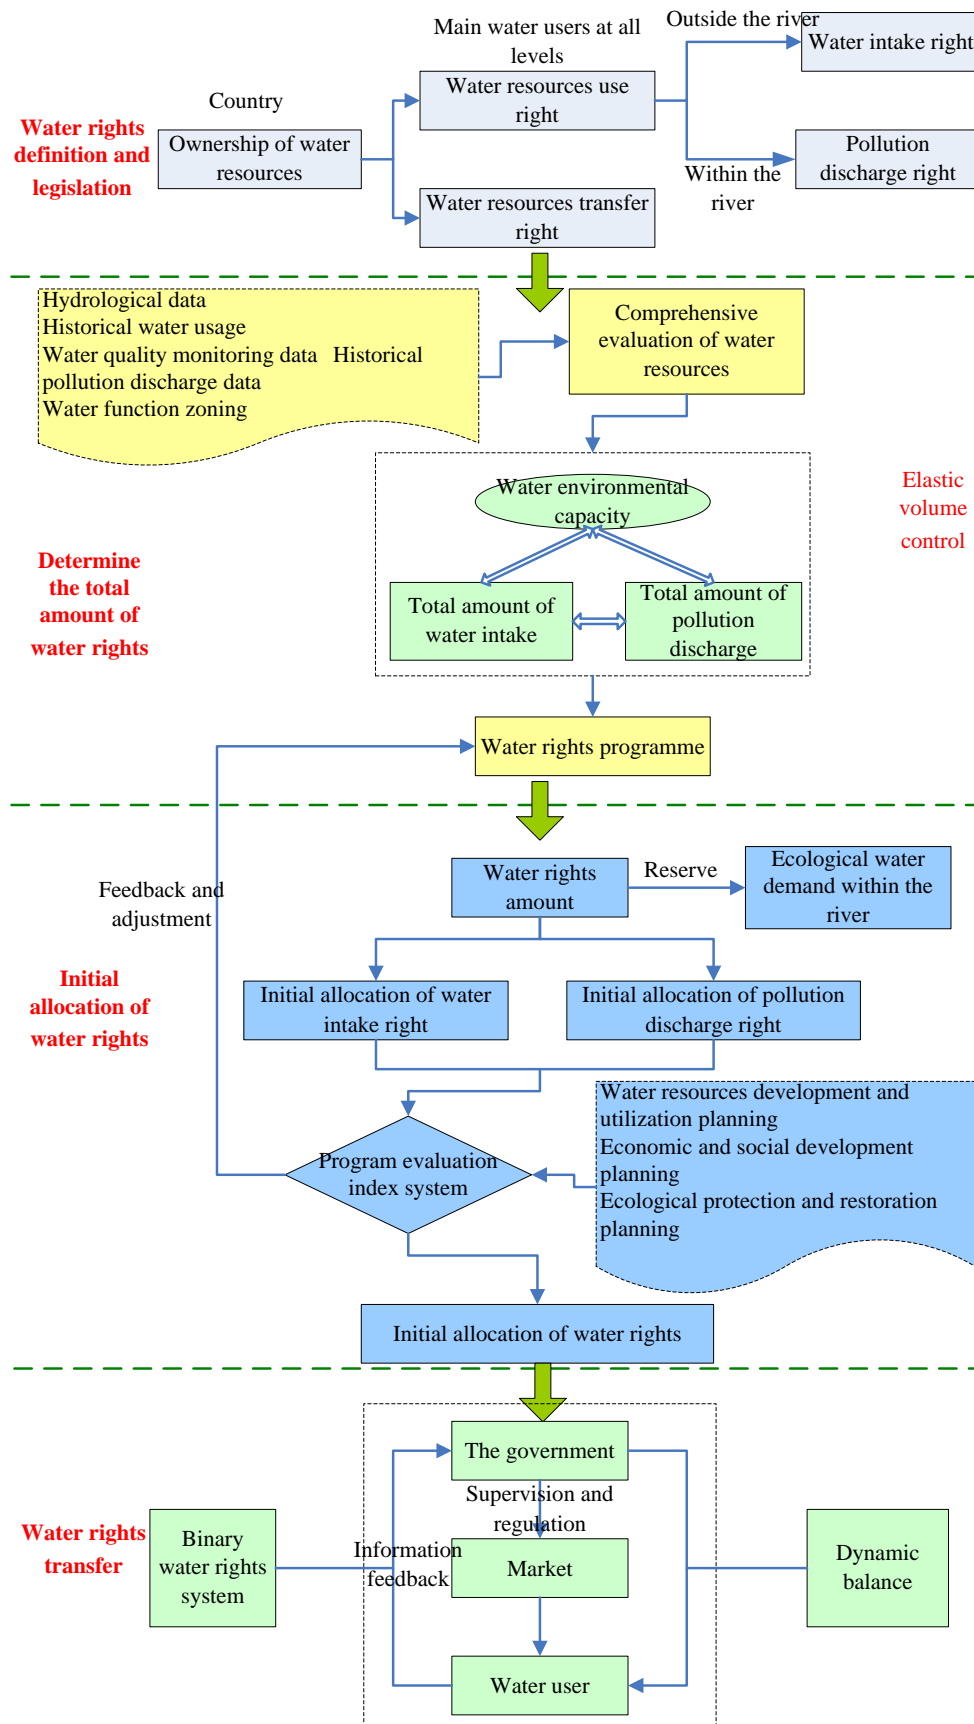 Outside the river
Water intake right
Main water users at all
levels
Water resources use
right
Country
Water rights
definition and
legislation
Ownership of water
resources
Pollution
discharge right
Within the
river
Water resources transfer
right
Hydrological data
Historical water usage
Water quality monitoring data   Historical
pollution discharge data
Water function zoning
Comprehensive
evaluation of water
resources
Elastic
volume
control
Water environmental
capacity
Determine
the total
amount of
water rights
Total amount of
water intake
Total amount of
pollution
discharge
Water rights programme
Feedback and
adjustment
Water rights
amount
Reserve
Ecological water
demand within the
river
Initial
allocation of
water rights
Initial allocation of water
intake right
Initial allocation of pollution
discharge right
Water resources development and
utilization planning
Economic and social development
planning
Ecological protection and restoration
planning
Program evaluation
index system
Initial allocation of water rights
The government
Supervision and
regulation
Water rights
transfer
Binary
water rights
system
Information
feedback
Market
Dynamic
balance
Water user